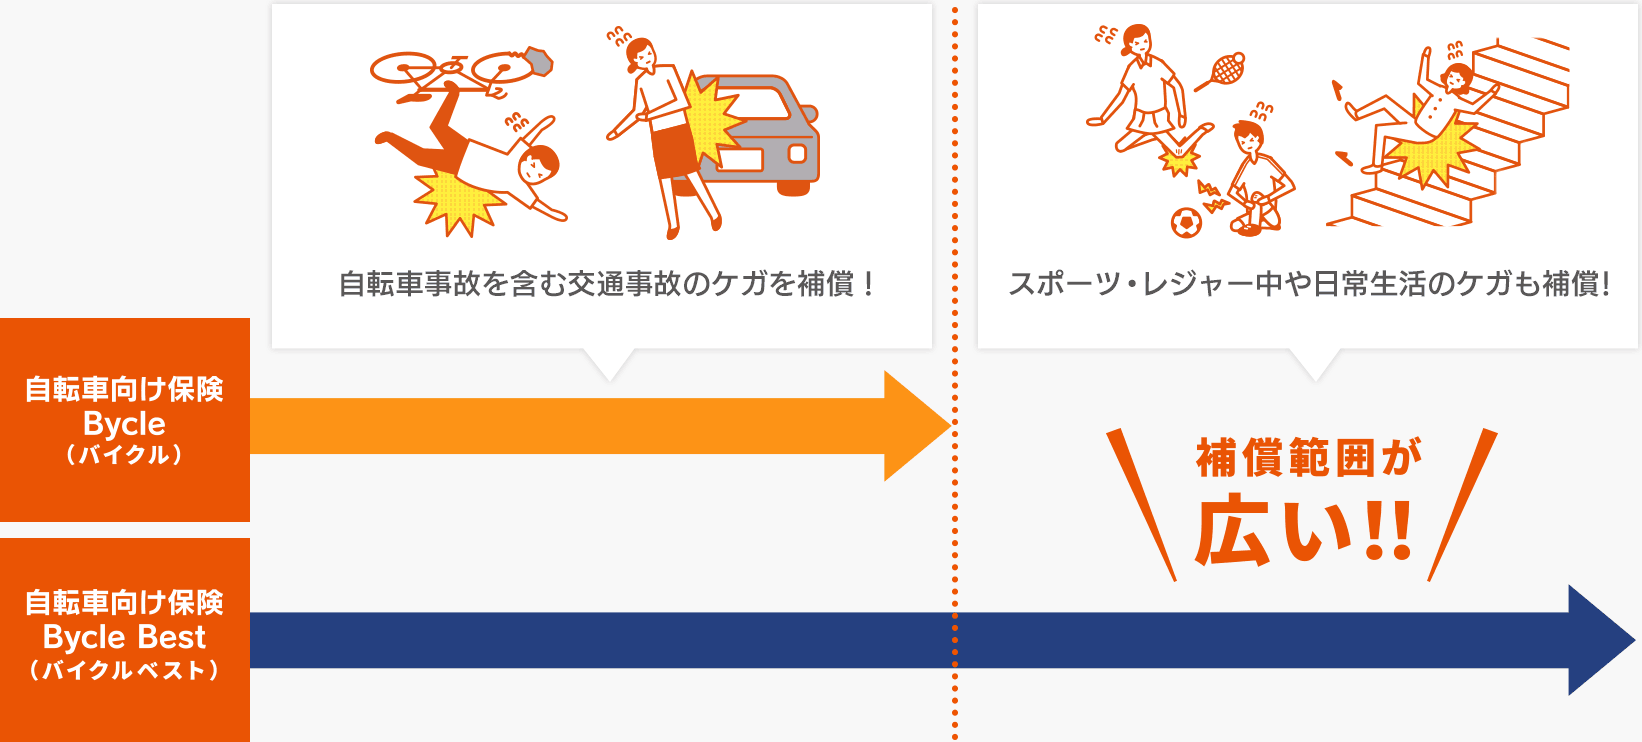 自転車事故を含む交通事故のケガを補償！
スポーツ・レジャー中や日常生活のケガも補償！
自転車向け保険
Bycle
（バイクル）
補償範囲が
広い!!
自転車向け保険
Bycle Best
（バイクルベスト）